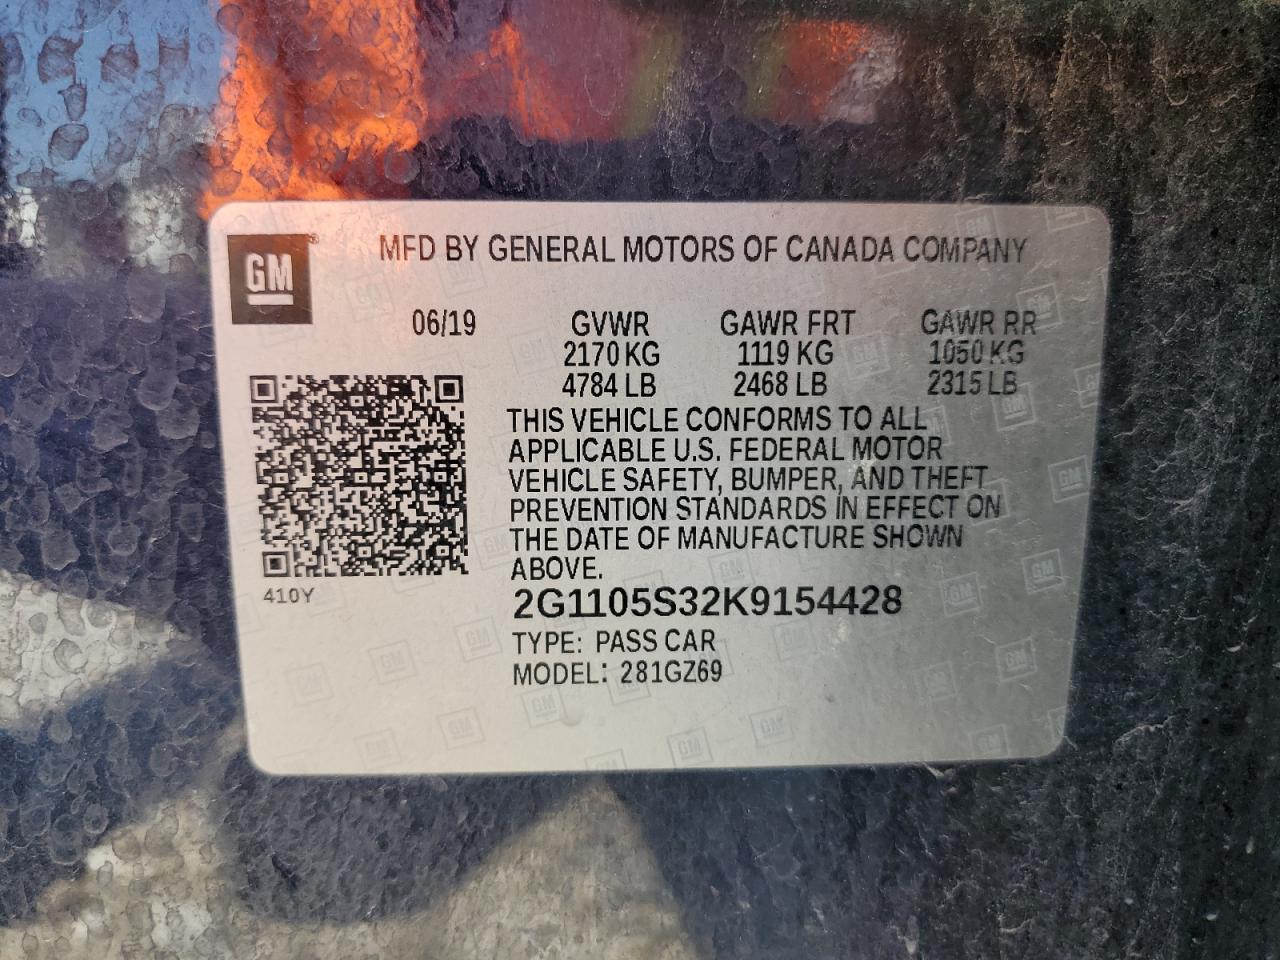 GM
MFD BY GENERAL MOTORS OF CANADA COMPANY
06/19 GVWR GAWR FRT GAWR RR
2170 KG 1119 KG 1050 KG
4784 LB 2468 LB 2315 LB
THIS VEHICLE CONFORMS TO ALL
APPLICABLE U.S. FEDERAL MOTOR
VEHICLE SAFETY, BUMPER, AND THEFT
PREVENTION STANDARDS IN EFFECT ON
THE DATE OF MANUFACTURE SHOWN
ABOVE.
410Y
2G1105S32K9154428
TYPE: PASS CAR
MODEL: 281GZ69